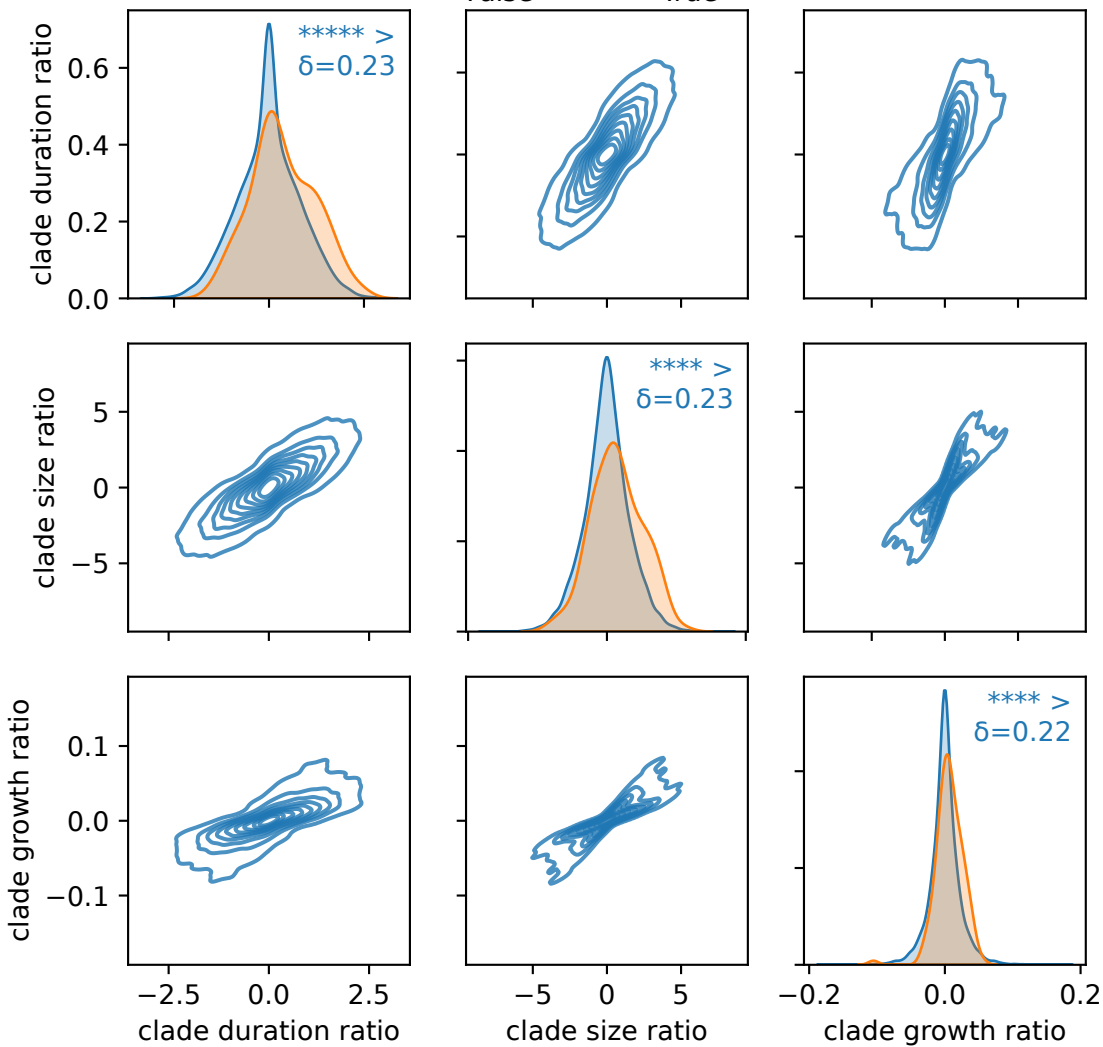 ***** >
δ=0.23
clade duration ratio
0.6
0.4
0.2
0.0
**** >
δ=0.23
clade size ratio
5
0
−5
**** >
δ=0.22
clade growth ratio
0.1
0.0
−0.1
−2.5 0.0 2.5
−5 0 5
−0.2 0.0 0.2
clade duration ratio
clade size ratio
clade growth ratio